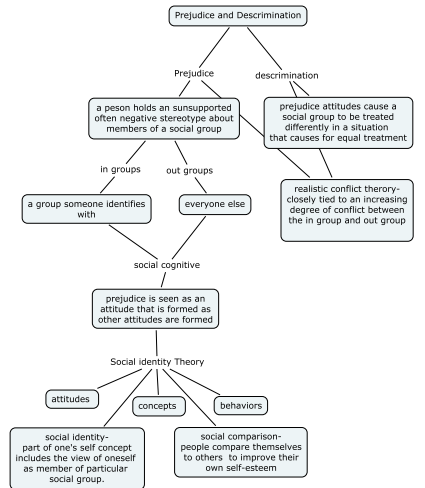 Prejudice and Descrimination
Prejudice
descrimination
a peson holds an unsupported
often negative stereotype about
members of a social group
prejudice attitudes cause a
social group to be treated
differently in a situation
that causes for equal treatment
in groups
out groups
realistic conflict therory-
closely tied to an increasing
degree of conflict between
the in group and out group
a group someone identifies
with
everyone else
social cognitive
prejudice is seen as an
attitude that is formed as
other attitudes are formed
Social identity Theory
attitudes
concepts
behaviors
social identity-
part of one's self concept
includes the view of oneself
as member of particular
social group.
social comparison-
people compare themselves
to others to improve their
own self-esteem